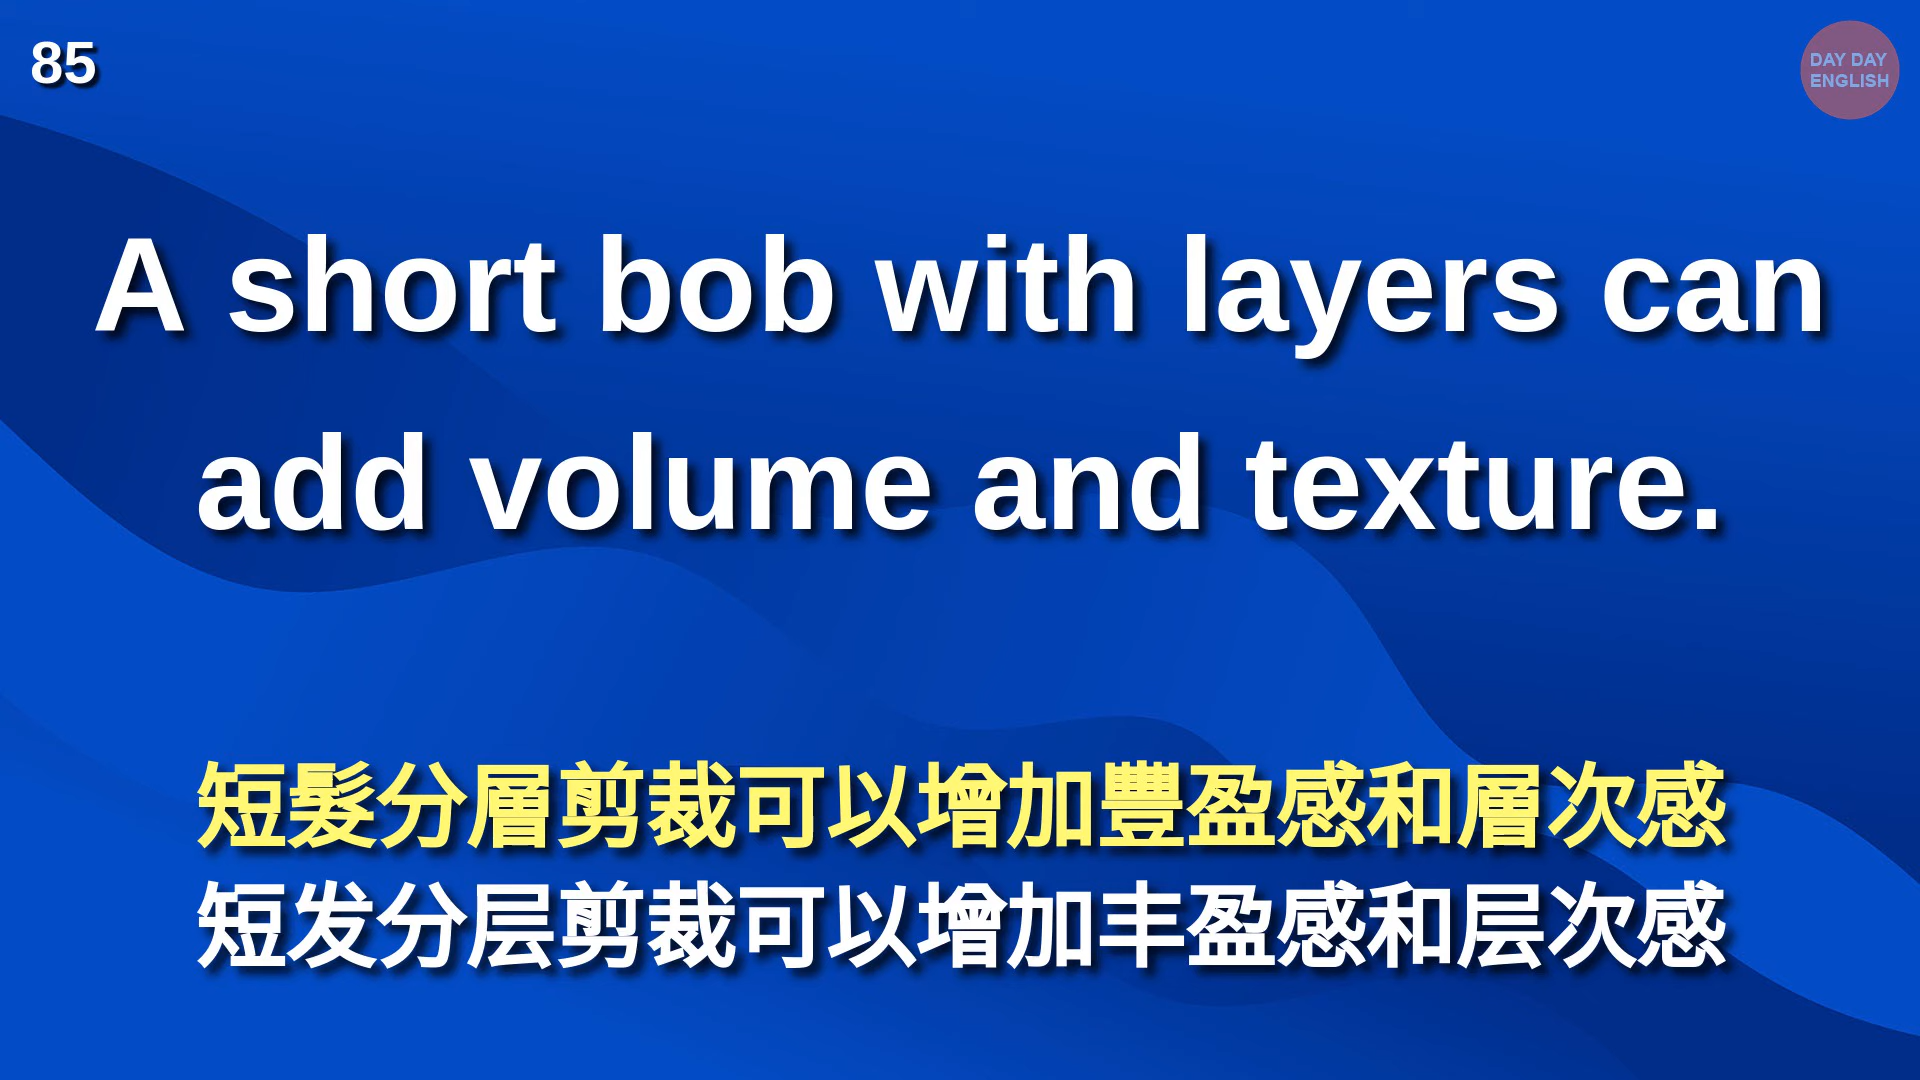 85
DAY DAY
ENGLISH
A short bob with layers can
add volume and texture.
短髮分層剪裁可以增加豐盈感和層次感
短发分层剪裁可以增加丰盈感和层次感